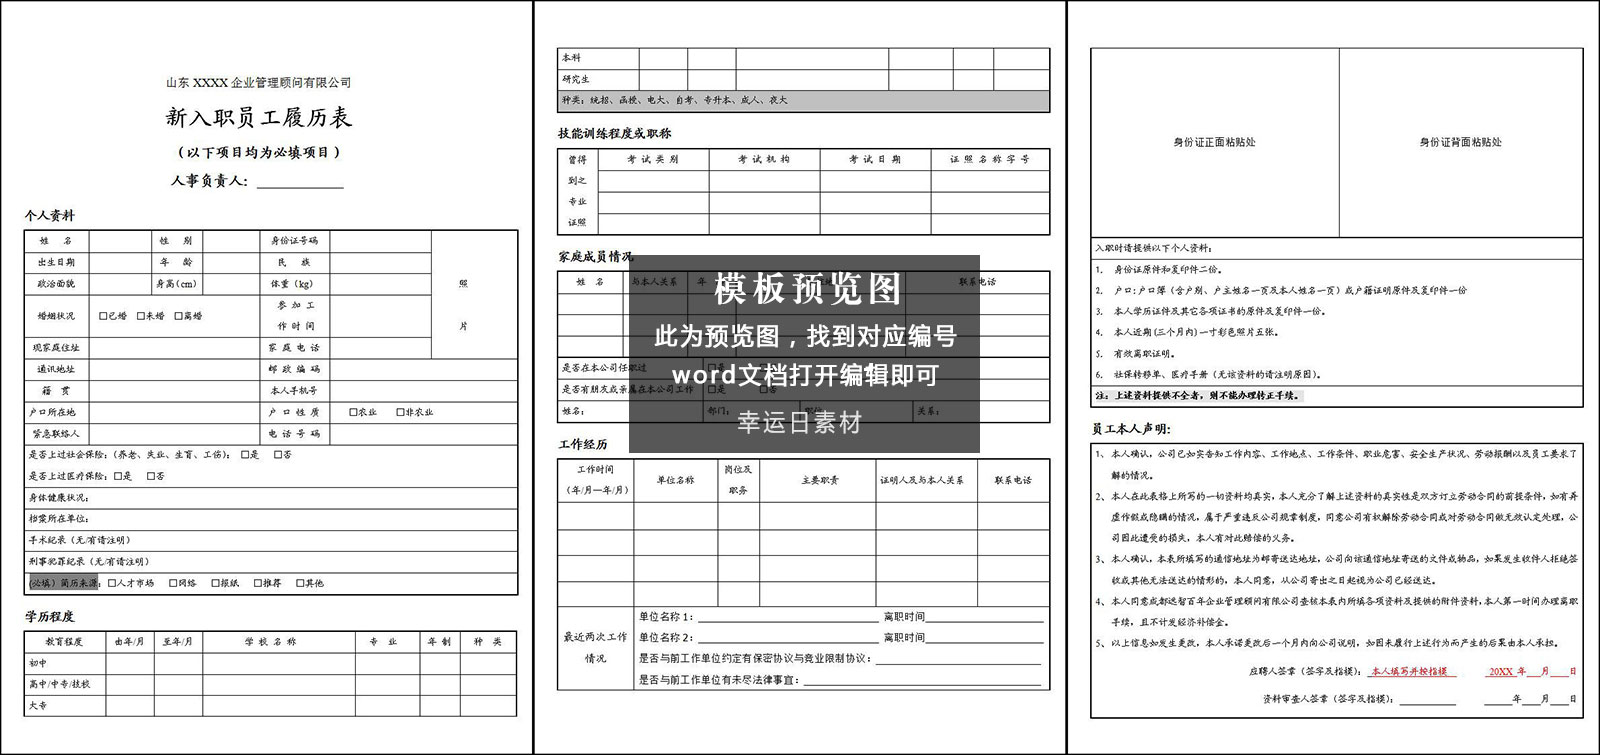 山东 XXXX 企业管理顾问有限公司
新入职员工履历表
（以下项目均为必填项目）
人事负责人：
个人资料
姓 名 性 别 身份证号码
出生日期 年 龄 民 族
政治面貌 身高(cm) 体重（kg）
照
片
婚姻状况 □已婚 □未婚 □离婚 参 加 工
作 时 间
现家庭住址 家 庭 电 话
通讯地址 邮 政 编 码
籍 贯 本人手机号
户口所在地 户 口 性 质 □农业 □非农业
紧急联络人 电 话 号 码
是否上过社会保险：（养老、失业、生育、工伤）： □是 □否
是否上过医疗保险：□是 □否
身体健康状况：
档案所在单位：
手术纪录（无/有请注明）
刑事犯罪纪录（无/有请注明）
(必填）简历来源：□人才市场 □网络 □报纸 □推荐 □其他
学历程度
教育程度 由年/月 至年/月 学 校 名 称 专 业 年 制 种 类
初中
高中/中专/技校
大专
本科
研究生
种类：统招、函授、电大、自考、专升本、成人、夜大
技能训练程度或职称
曾得 考 试 类 别 考 试 机 构 考 试 日 期 证 照 名 称 字 号
到之
专业
证照
家庭成员情况
姓 名 与本人关系 年 联系电话
模板预览图
此为预览图，找到对应编号
word文档打开编辑即可
幸运日素材
是否在本公司任职过 □是
是否有朋友或亲属在本公司工作 □是 □否
姓名： 部门： 职位： 关系：
工作经历
工作时间
（年/月—年/月） 单位名称 岗位及
职务 主要职责 证明人及与本人关系 联系电话
最近两次工作
情况
单位名称 1： 离职时间
单位名称 2： 离职时间
是否与前工作单位约定有保密协议与竞业限制协议：
是否与前工作单位有未尽法律事宜：
身份证正面粘贴处 身份证背面粘贴处
入职时请提供以下个人资料：
1. 身份证原件和复印件二份。
2. 户口:户口簿（含户别、户主姓名一页及本人姓名一页）或户籍证明原件及复印件一份
3. 本人学历证件及其它各项证书的原件及复印件一份。
4. 本人近期(三个月内)一寸彩色照片五张。
5. 有效离职证明。
6. 社保转移单、医疗手册（无该资料的请注明原因）。
注：上述资料提供不全者，则不能办理转正手续。
员工本人声明：
1、本人确认，公司已如实告知工作内容、工作地点、工作条件、职业危害、安全生产状况、劳动报酬以及员工要求了
解的情况。
2、本人在此表格上所写的一切资料均真实，本人充分了解上述资料的真实性是双方订立劳动合同的前提条件，如有弄
虚作假或隐瞒的情况，属于严重违反公司规章制度，同意公司有权解除劳动合同或对劳动合同做无效认定处理，公
司因此遭受的损失，本人有对此赔偿的义务。
3、本人确认，本表所填写的通信地址为邮寄送达地址，公司向该通信地址寄送的文件或物品，如果发生收件人拒绝签
收或其他无法送达的情形的，本人同意，从公司寄出之日起视为公司已经送达。
4、本人同意成都迷智百年企业管理顾问有限公司查核本表内所填各项资料及提供的附件资料，本人第一时间办理离职
手续，且不计发经济补偿金。
5、以上信息如发生更改，本人承诺更改后一个月内向公司说明，如因未履行上述行为而产生的后果由本人承担。
应聘人签章（签字及指模）： 本人填写并按指模 20XX 年 月 日
资料审查人签章（签字及指模）： 年 月 日